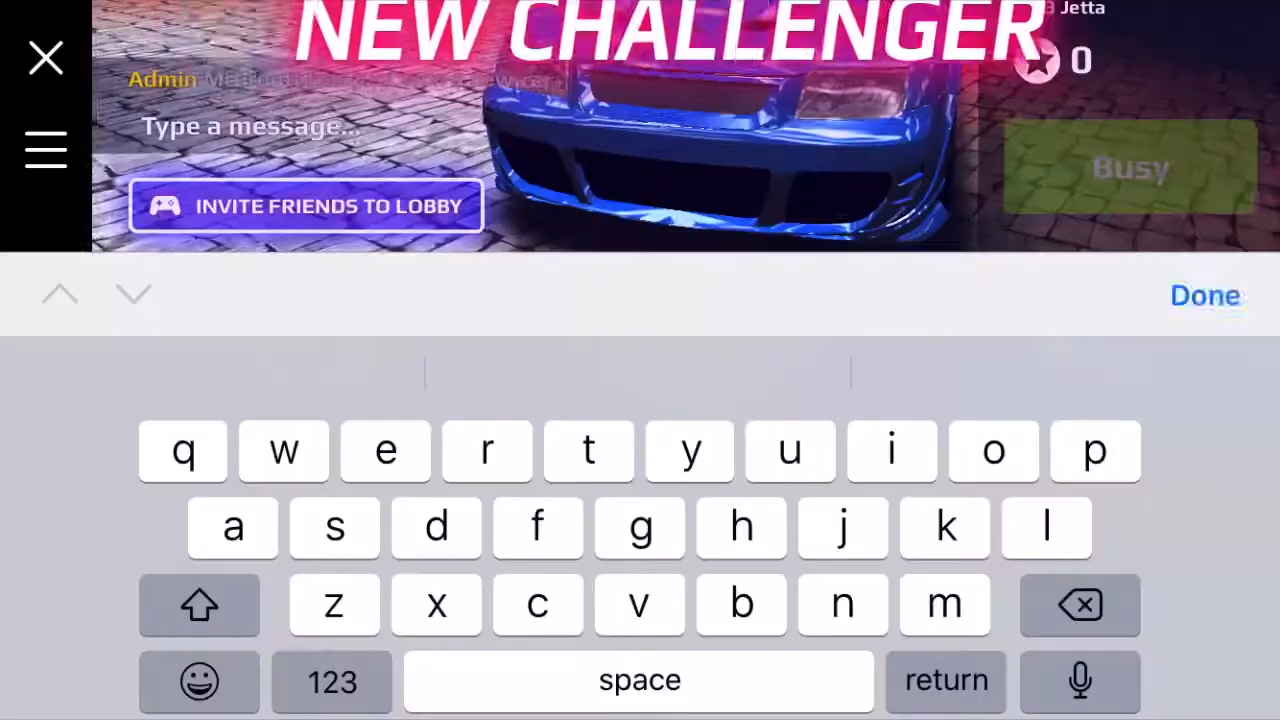 NEW CHALLENGER
Jetta
0
Admin
Type a message...
Busy
INVITE FRIENDS TO LOBBY
Done
q w e r t y u i o p
a s d f g h j k l
z x c v b n m
123 space return